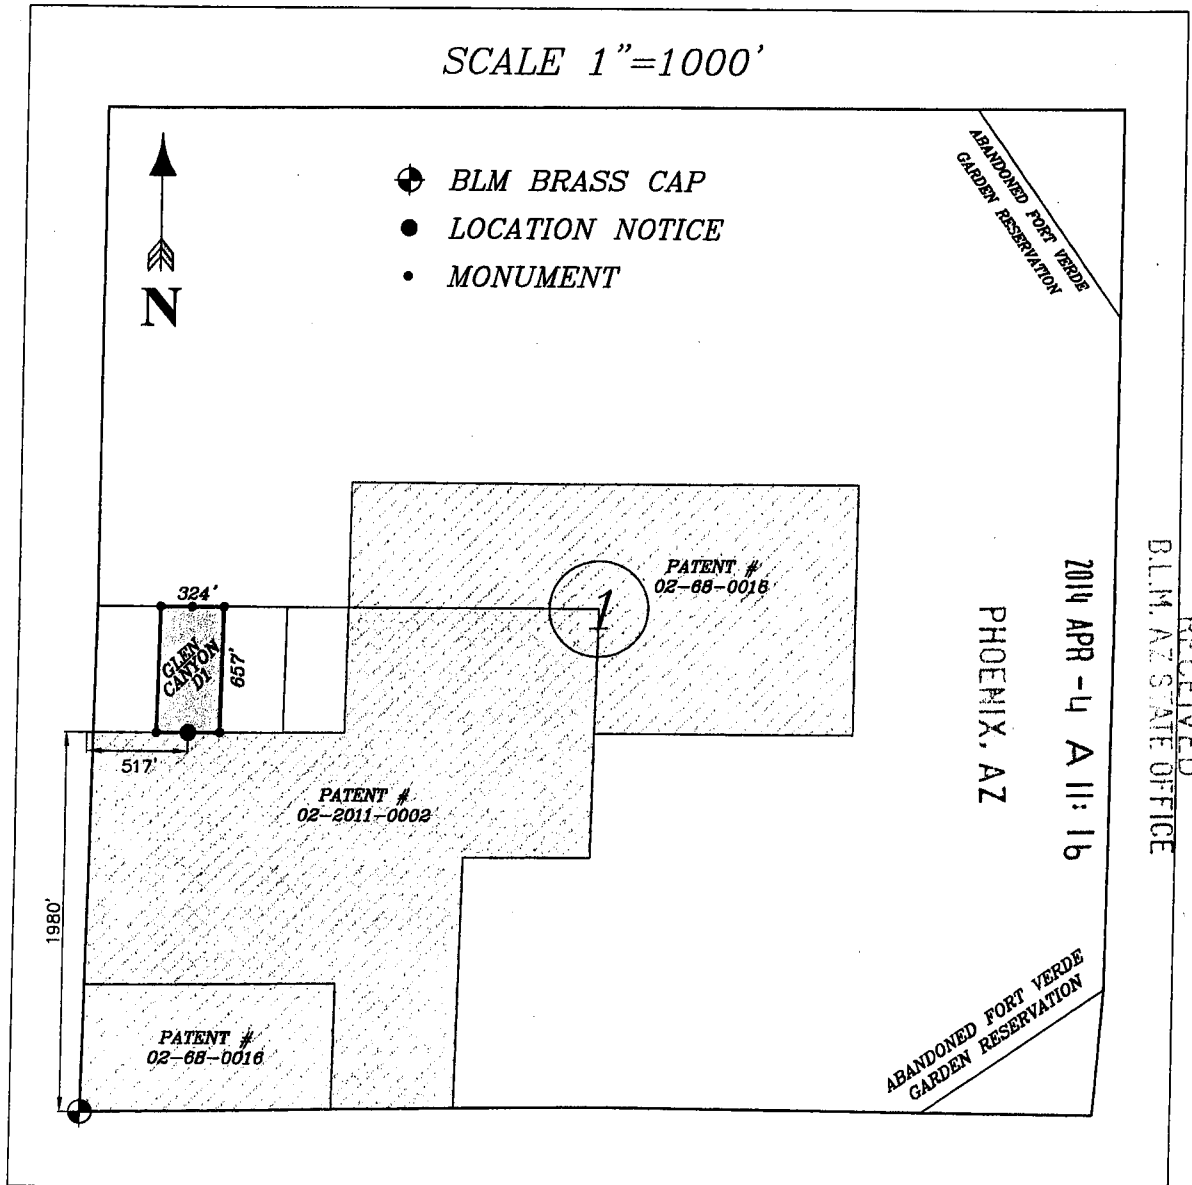 SCALE 1"=1000'
BLM BRASS CAP
LOCATION NOTICE
MONUMENT
N
ABANDONED FORT VERDE
GARDEN RESERVATION
PATENT #
02-68-0016
1
324'
GLEN
CANYON
D1
657'
517'
PATENT #
02-2011-0002
1980'
PATENT #
02-68-0016
ABANDONED FORT VERDE
GARDEN RESERVATION
RECEIVED
B.L.M. AZ STATE OFFICE
2014 APR -4 A 11: 16
PHOENIX, AZ